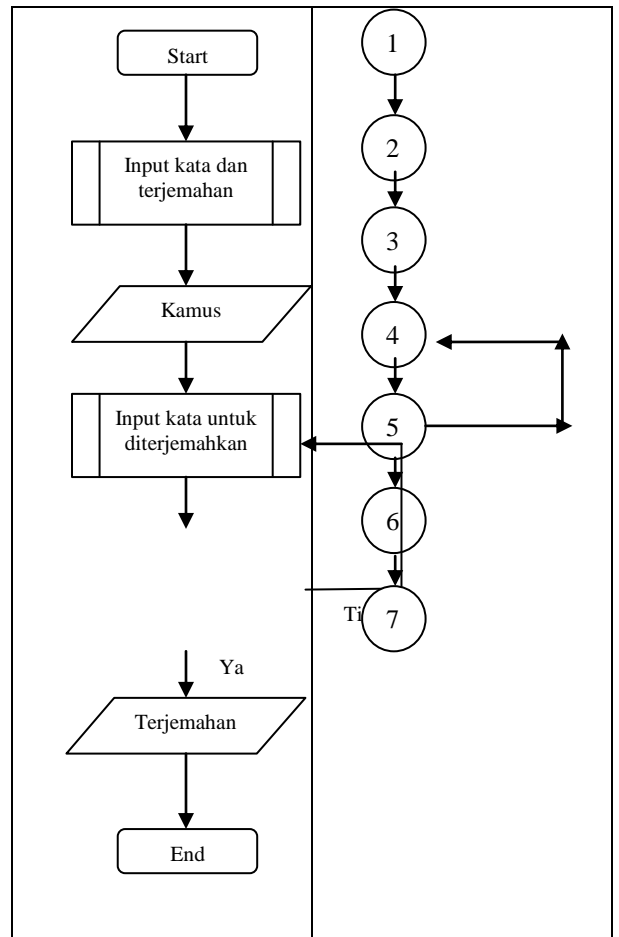 Start
Input kata dan
terjemahan
Kamus
Input kata untuk
diterjemahkan
Ya
Terjemahan
End
1
2
3
4
5
6
Ti
7